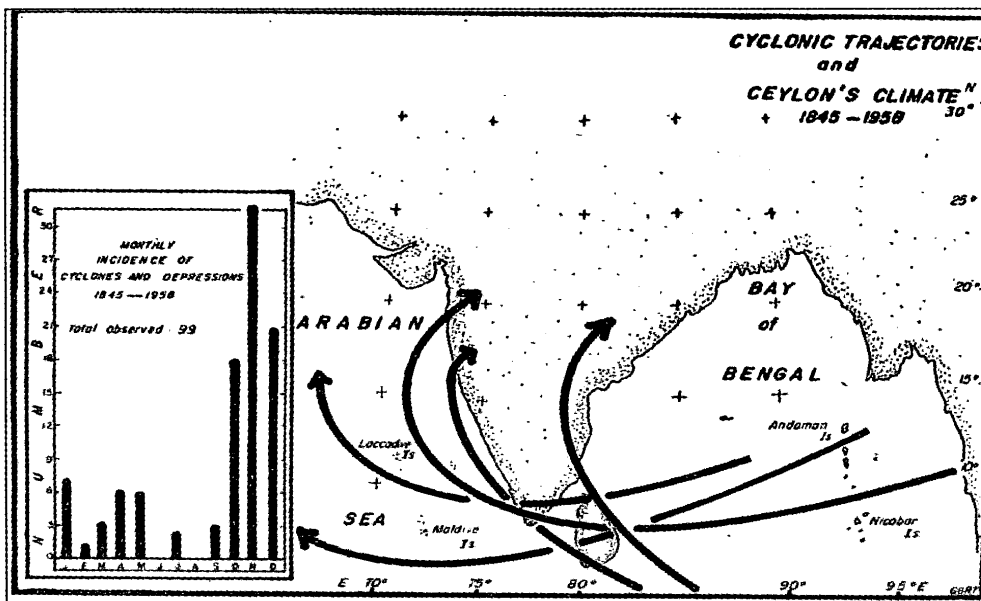 CYCLONIC TRAJECTORIES
and
CEYLON'S CLIMATE
1845—1958
N
30°
25°
20°
15°
10°
MONTHLY
INCIDENCE OF
CYCLONES AND DEPRESSIONS
1845—1958
Total observed 99
NUMBER
30
27
24
21
18
15
12
9
6
3
0
J F M A M J J A S O N D
ARABIAN
SEA
BAY
of
BENGAL
Laccadive
Is
Maldive
Is
Andaman
Is
Nicobar
Is
E 70° 75° 80° 90° 95°E